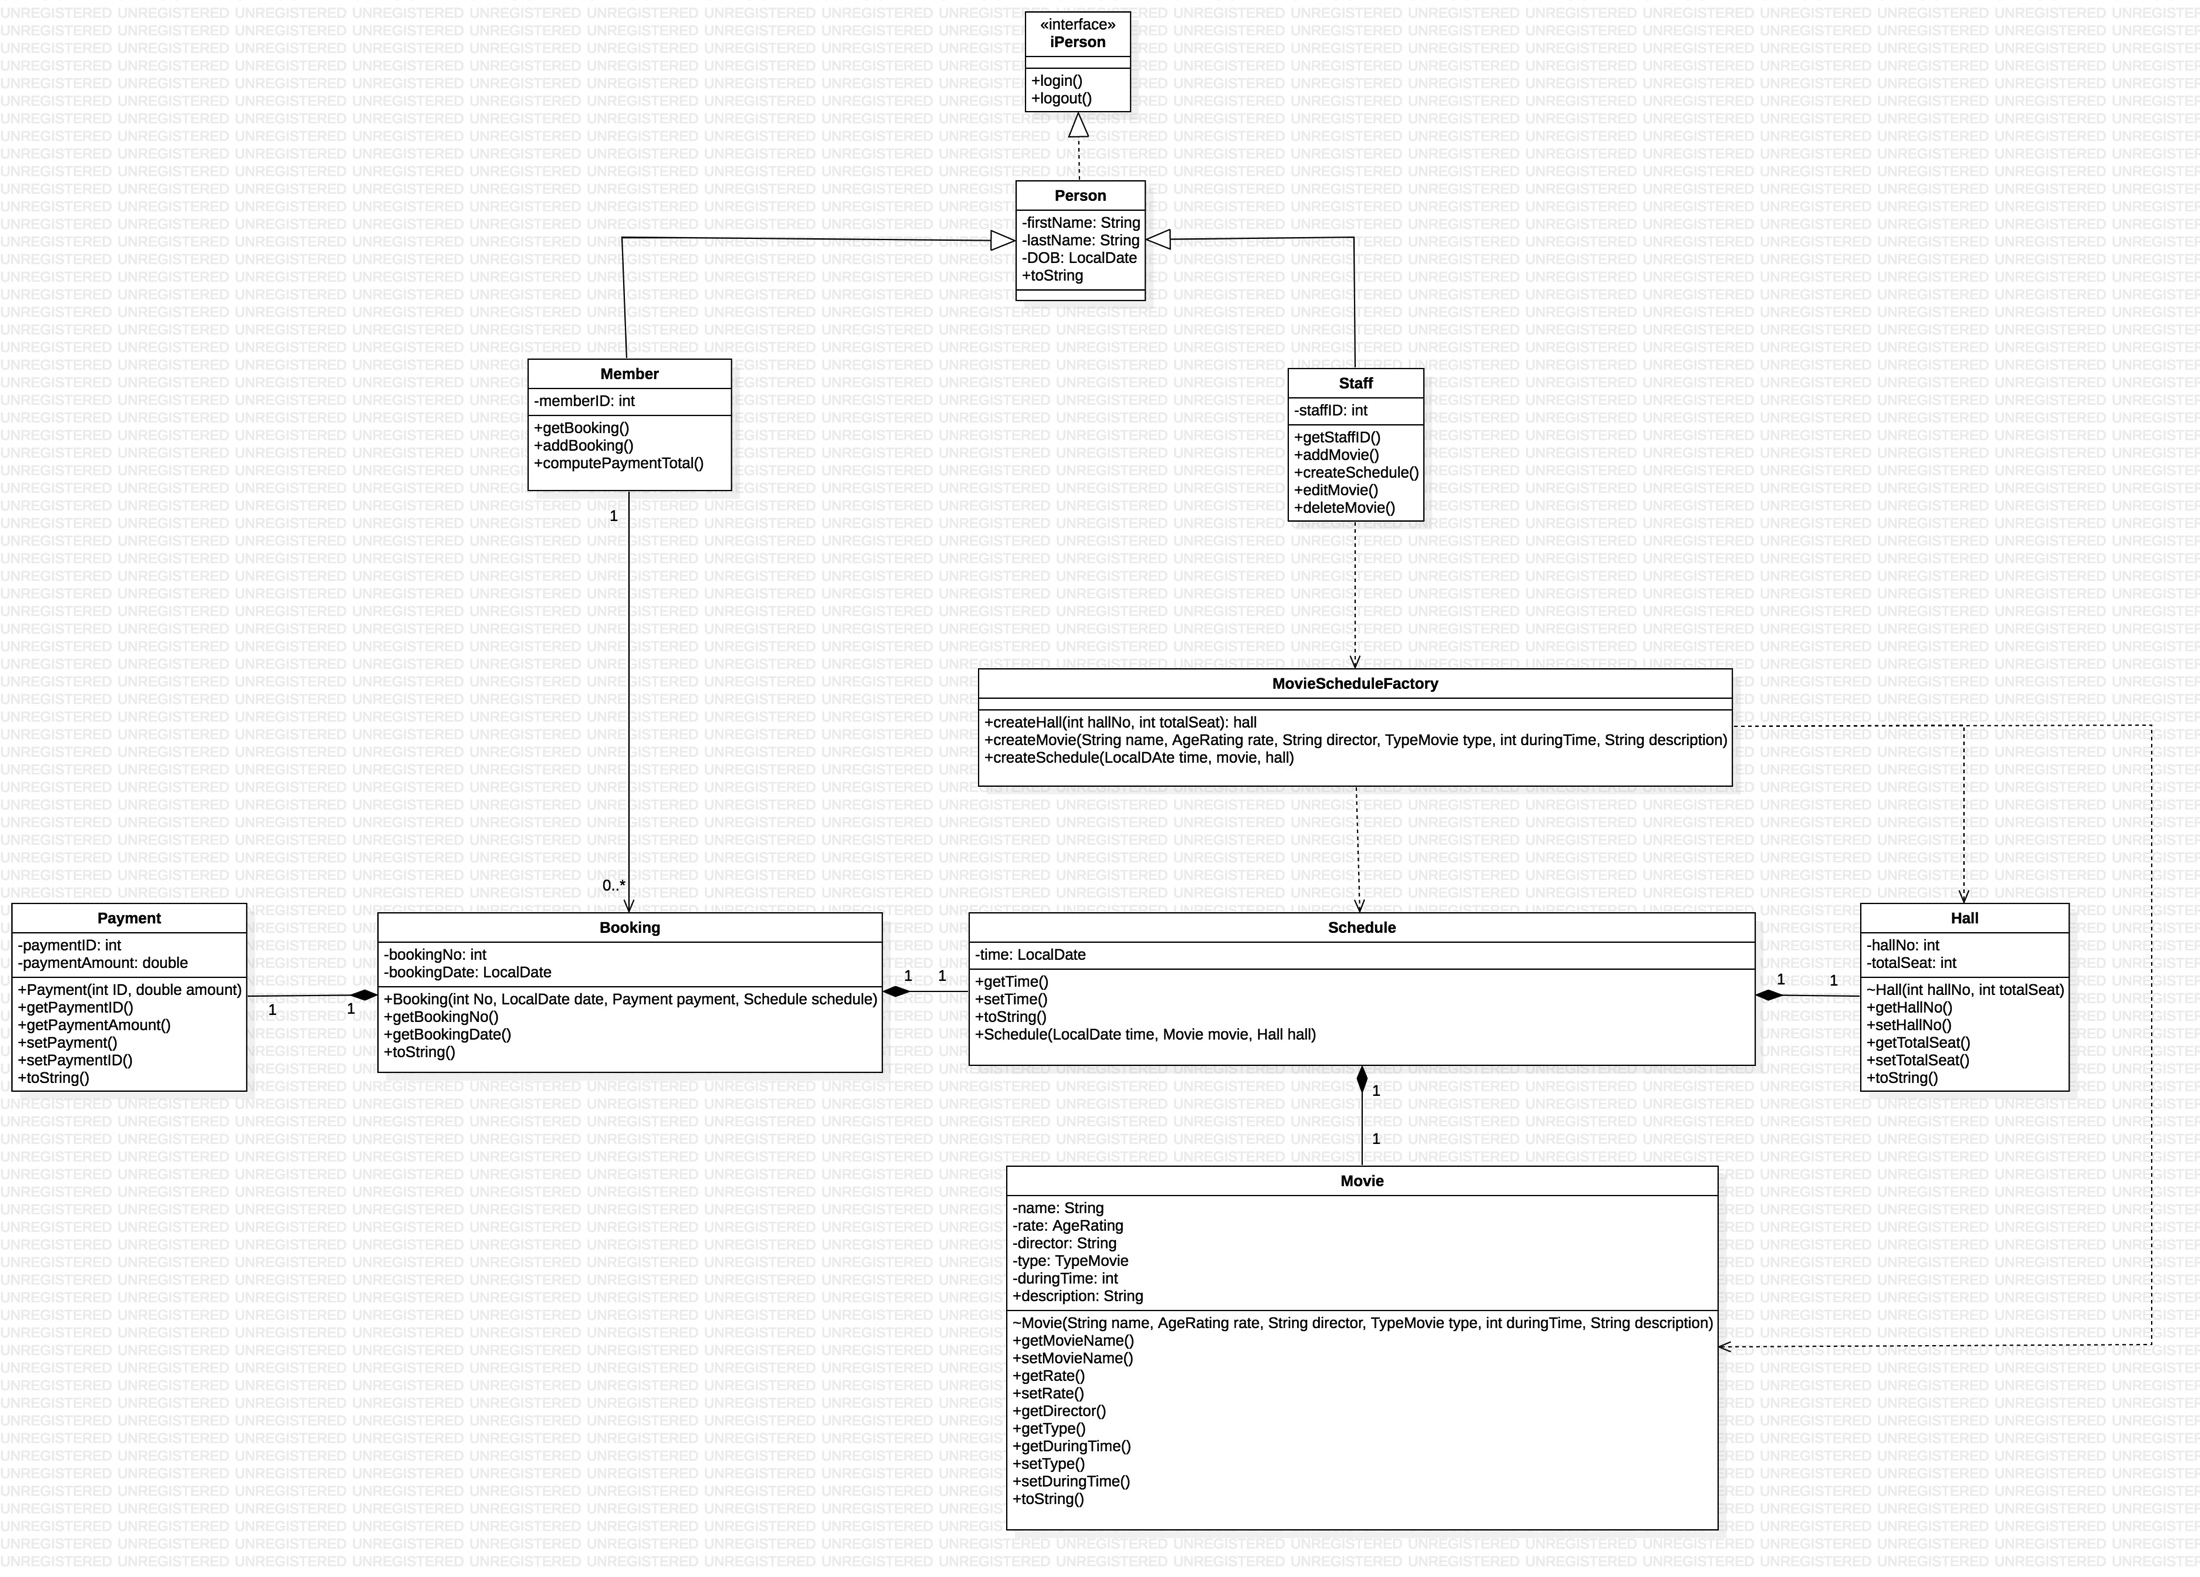 «interface»
iPerson
+login()
+logout()
Person
-firstName: String
-lastName: String
-DOB: LocalDate
+toString
Member
-memberID: int
+getBooking()
+addBooking()
+computePaymentTotal()
Staff
-staffID: int
+getStaffID()
+addMovie()
+createSchedule()
+editMovie()
+deleteMovie()
1
0..*
MovieScheduleFactory
+createHall(int hallNo, int totalSeat): hall
+createMovie(String name, AgeRating rate, String director, TypeMovie type, int duringTime, String description)
+createSchedule(LocalDAte time, movie, hall)
Payment
-paymentID: int
-paymentAmount: double
+Payment(int ID, double amount)
+getPaymentID()
+getPaymentAmount()
+setPayment()
+setPaymentID()
+toString()
1
1
Booking
-bookingNo: int
-bookingDate: LocalDate
+Booking(int No, LocalDate date, Payment payment, Schedule schedule)
+getBookingNo()
+getBookingDate()
+toString()
1
1
Schedule
-time: LocalDate
+getTime()
+setTime()
+toString()
+Schedule(LocalDate time, Movie movie, Hall hall)
1
1
Hall
-hallNo: int
-totalSeat: int
~Hall(int hallNo, int totalSeat)
+getHallNo()
+setHallNo()
+getTotalSeat()
+setTotalSeat()
+toString()
1
1
Movie
-name: String
-rate: AgeRating
-director: String
-type: TypeMovie
-duringTime: int
+description: String
~Movie(String name, AgeRating rate, String director, TypeMovie type, int duringTime, String description)
+getMovieName()
+setMovieName()
+getRate()
+setRate()
+getDirector()
+getType()
+getDuringTime()
+setType()
+setDuringTime()
+toString()
UNREGISTERED